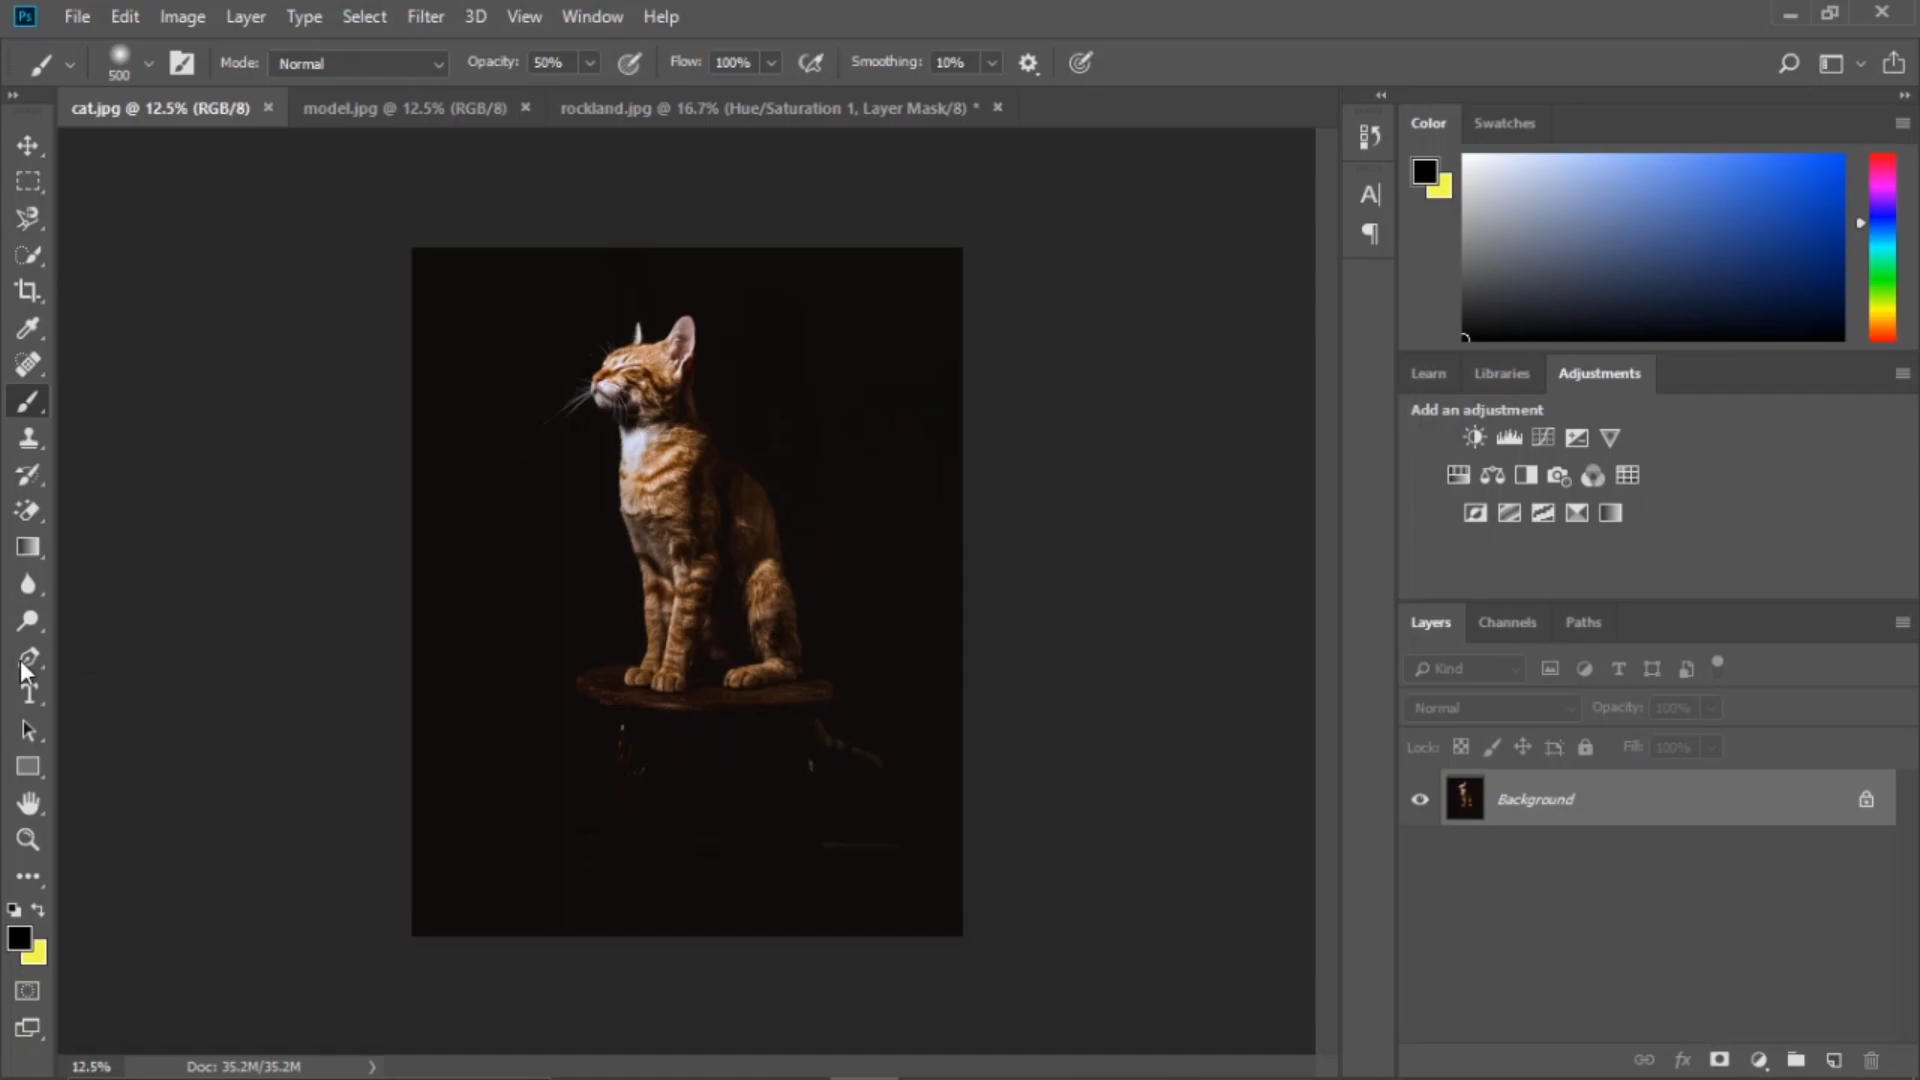 Ps File Edit Image Layer Type Select Filter 3D View Window Help
500 Mode: Normal Opacity: 50% Flow: 100% Smoothing: 10%
cat.jpg @ 12.5% (RGB/8) × model.jpg @ 12.5% (RGB/8) × rockland.jpg @ 16.7% (Hue/Saturation 1, Layer Mask/8) * ×
Color Swatches
Learn Libraries Adjustments
Add an adjustment
Layers Channels Paths
Kind
Normal Opacity: 100%
Lock: Fill: 100%
Background
12.5% Doc: 35.2M/35.2M